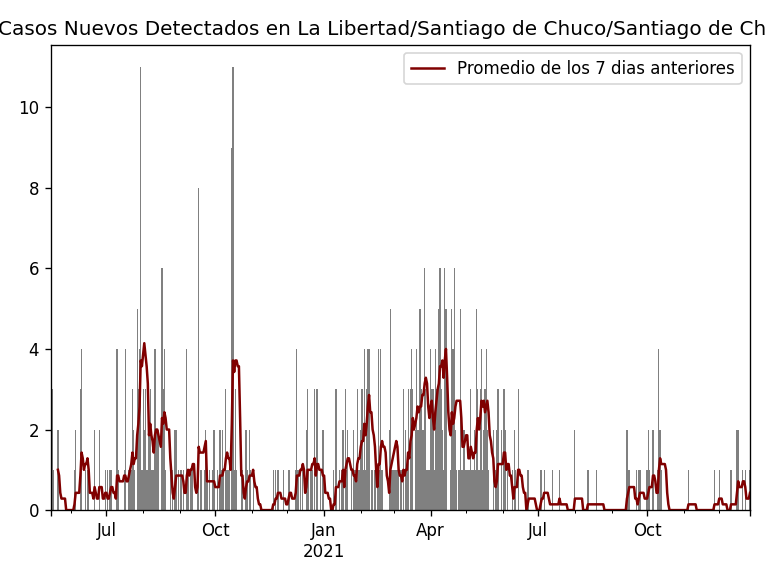 Casos Nuevos Detectados en La Libertad/Santiago de Chuco/Santiago de Ch
Promedio de los 7 dias anteriores
10
8
6
4
2
0
Jul Oct Jan Apr Jul Oct
2021